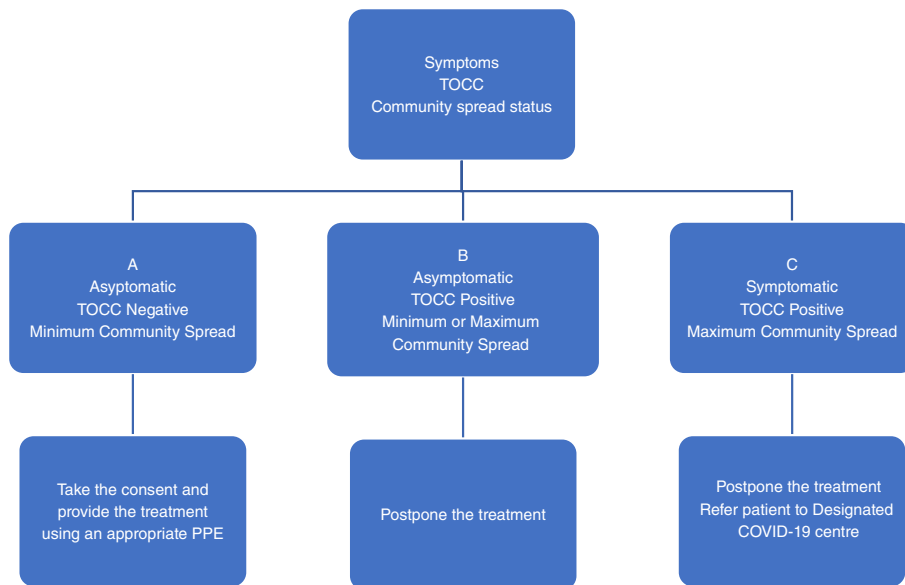 Symptoms
TOCC
Community spread status
A
Asyptomatic
TOCC Negative
Minimum Community Spread
B
Asymptomatic
TOCC Positive
Minimum or Maximum
Community Spread
C
Symptomatic
TOCC Positive
Maximum Community Spread
Take the consent and
provide the treatment
using an appropriate PPE
Postpone the treatment
Postpone the treatment
Refer patient to Designated
COVID-19 centre